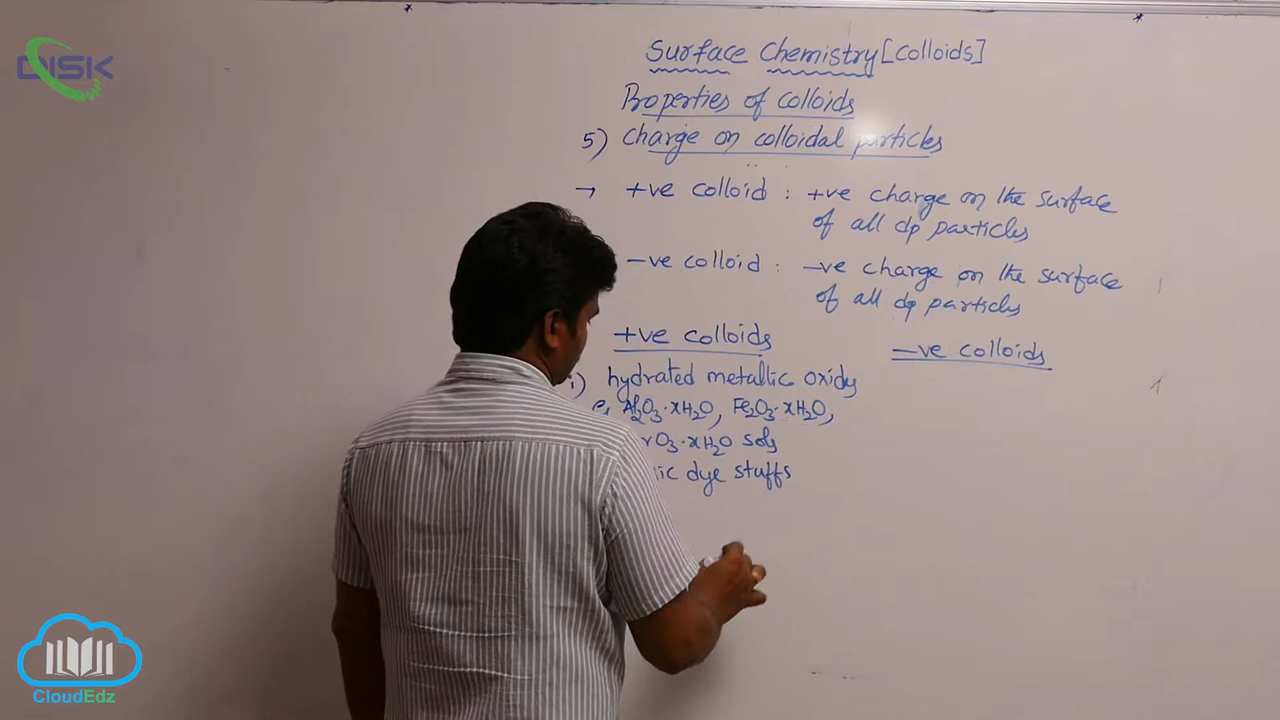 DISK
Surface Chemistry [Colloids]
Properties of colloids
5) Charge on colloidal particles
→ +ve colloid : +ve charge on the surface
of all dp particles
-ve colloid : -ve charge on the surface
of all dp particles
+ve colloids
-ve colloids
i) hydrated metallic oxides
Al2O3·xH2O, Fe2O3·xH2O,
rO3·xH2O sols
ic dye stuffs
CloudEdz